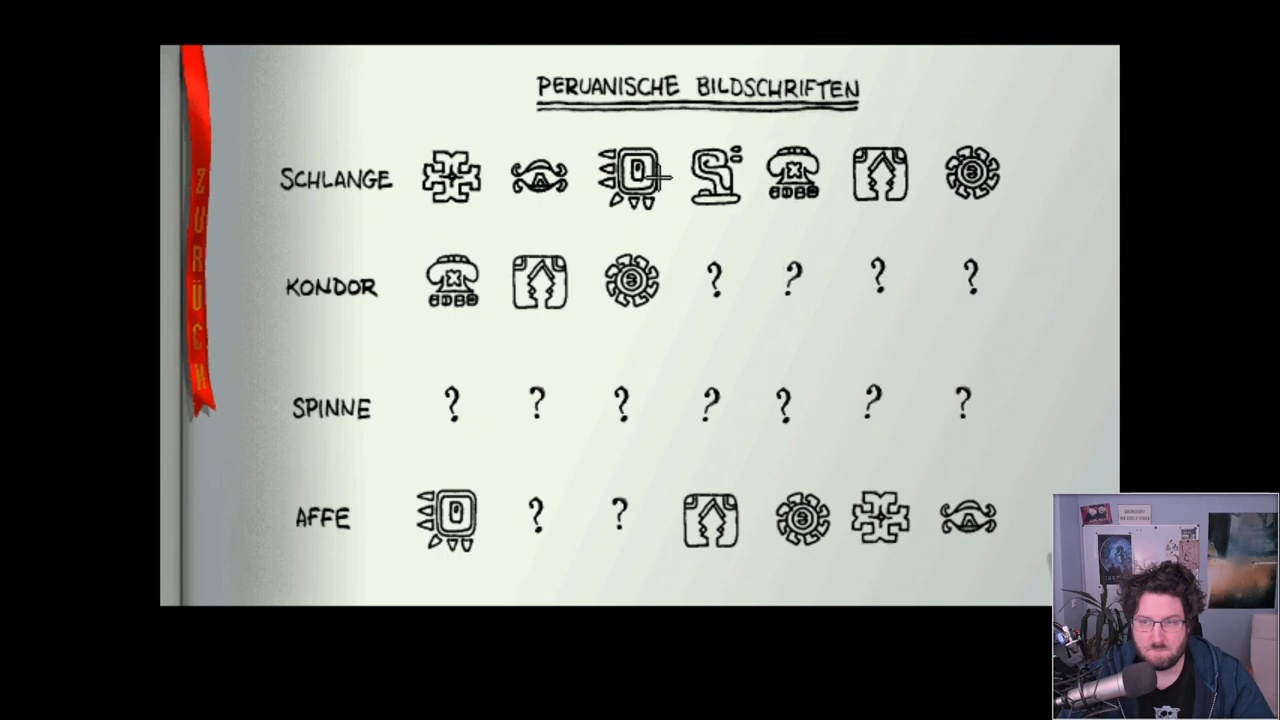 PERUANISCHE BILDSCHRIFTEN
SCHLANGE
KONDOR ? ? ? ?
SPINNE ? ? ? ? ? ? ?
AFFE ? ?
ZURÜCK